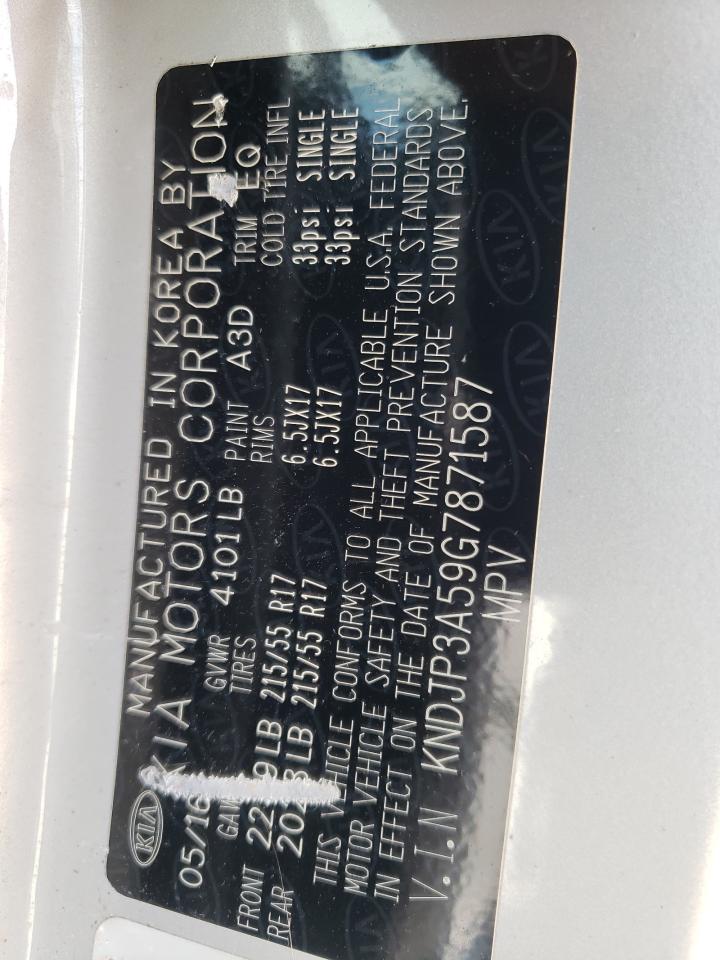 MANUFACTURED IN KOREA BY
KIA KIA MOTORS CORPORATION
05/16 GVWR 4101LB PAINT A3D TRIM EQ
TIRES RIMS COLD TIRE INFL
FRONT LB 215/55 R17 6.5JX17 33psi SINGLE
REAR LB 215/55 R17 6.5JX17 33psi SINGLE
THIS VEHICLE CONFORMS TO ALL APPLICABLE U.S.A. FEDERAL
MOTOR VEHICLE SAFETY AND THEFT PREVENTION STANDARDS
IN EFFECT ON THE DATE OF MANUFACTURE SHOWN ABOVE.
V.I.N KNDJP3A59G7871587
MPV